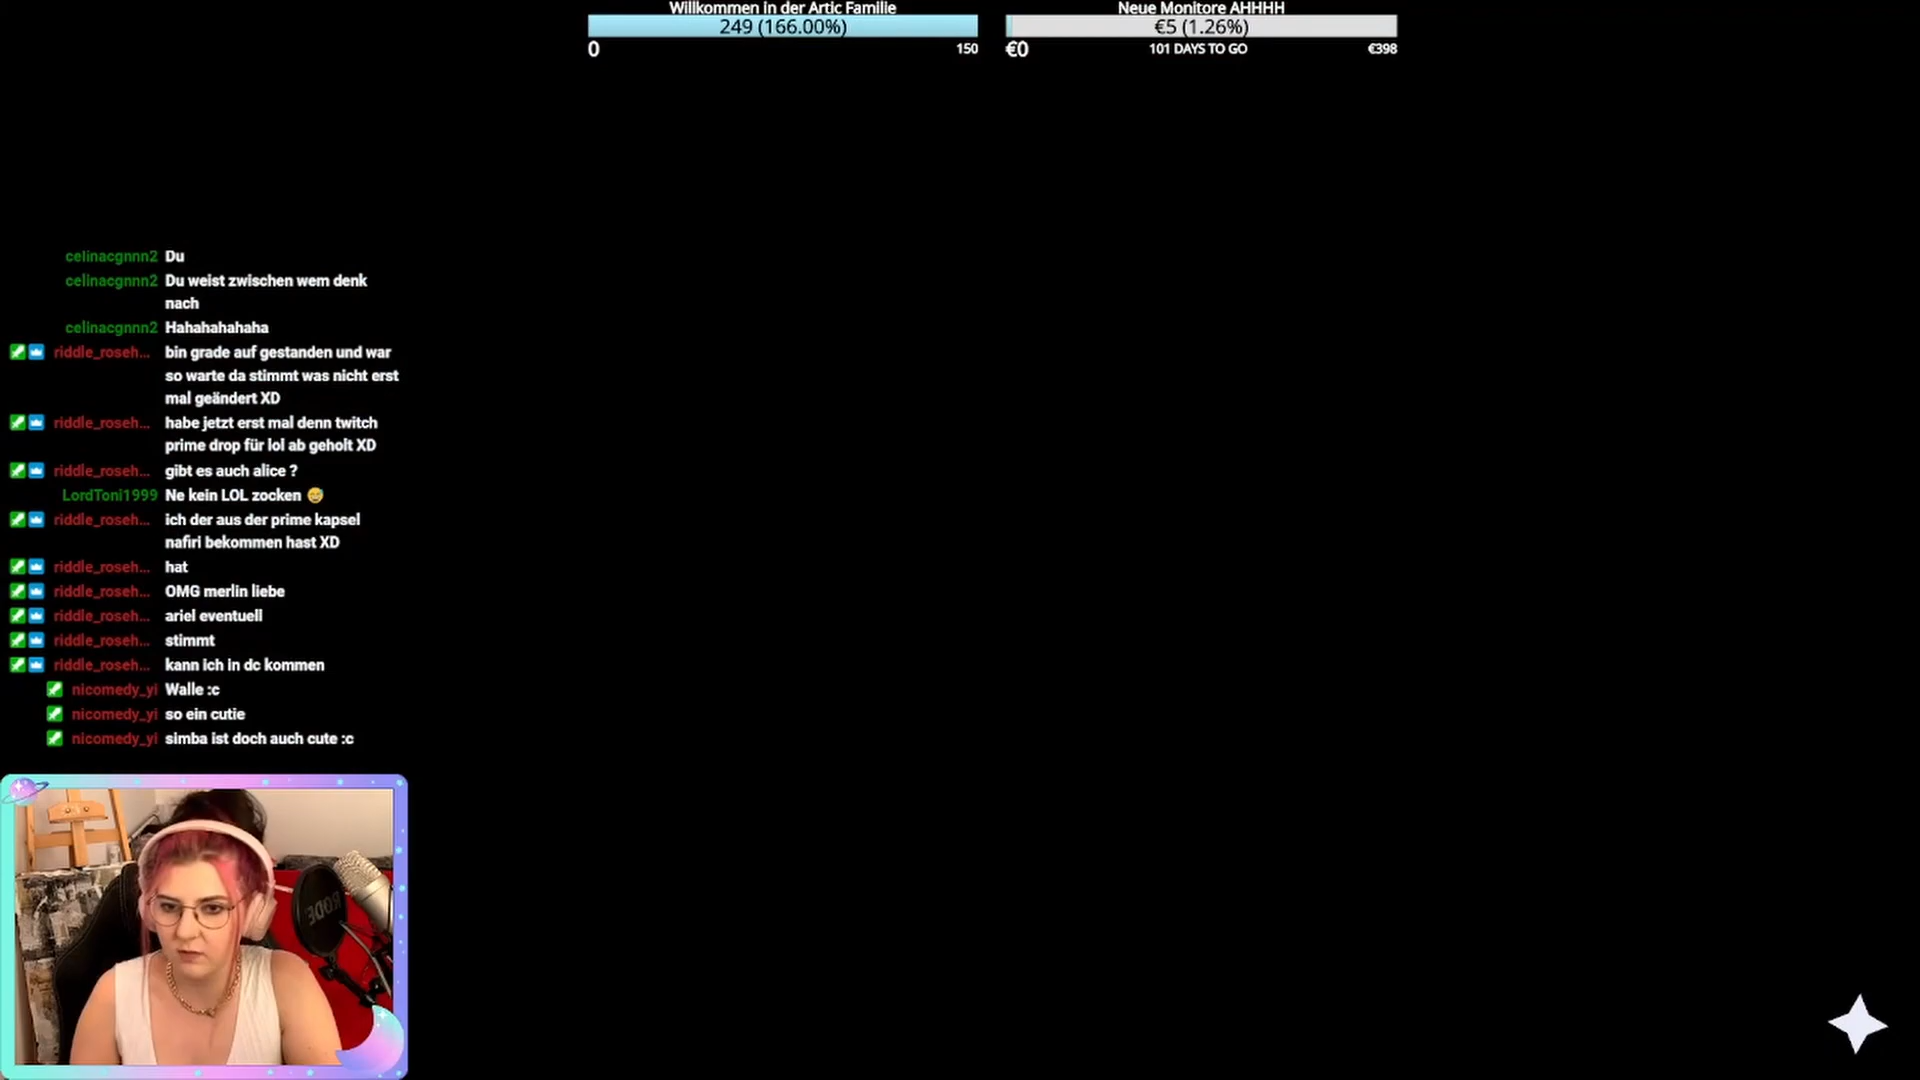 Willkommen in der Artic Familie
249 (166.00%)
0
150
Neue Monitore AHHHH
€5 (1.26%)
€0
101 DAYS TO GO
€398
celinacgnnn2 Du
celinacgnnn2 Du weist zwischen wem denk
nach
celinacgnnn2 Hahahahahaha
riddle_roseh... bin grade auf gestanden und war
so warte da stimmt was nicht erst
mal geändert XD
riddle_roseh... habe jetzt erst mal denn twitch
prime drop für lol ab geholt XD
riddle_roseh... gibt es auch alice ?
LordToni1999 Ne kein LOL zocken 😅
riddle_roseh... ich der aus der prime kapsel
nafiri bekommen hast XD
riddle_roseh... hat
riddle_roseh... OMG merlin liebe
riddle_roseh... ariel eventuell
riddle_roseh... stimmt
riddle_roseh... kann ich in dc kommen
nicomedy_yi Walle :c
nicomedy_yi so ein cutie
nicomedy_yi simba ist doch auch cute :c
RODE